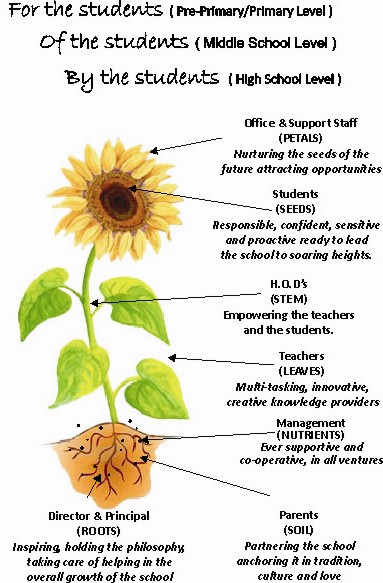 For the students ( Pre-Primary/Primary Level )
Of the students ( Middle School Level )
By the students ( High School Level )
Office & Support Staff
(PETALS)
Nurturing the seeds of the
future attracting opportunities
Students
(SEEDS)
Responsible, confident, sensitive
and proactive ready to lead
the school to soaring heights.
H.O.D's
(STEM)
Empowering the teachers
and the students.
Teachers
(LEAVES)
Multi-tasking, innovative,
creative knowledge providers
Management
(NUTRIENTS)
Ever supportive and
co-operative, in all ventures
Director & Principal
(ROOTS)
Inspiring, holding the philosophy,
taking care of helping in the
overall growth of the school
Parents
(SOIL)
Partnering the school
anchoring it in tradition,
culture and love